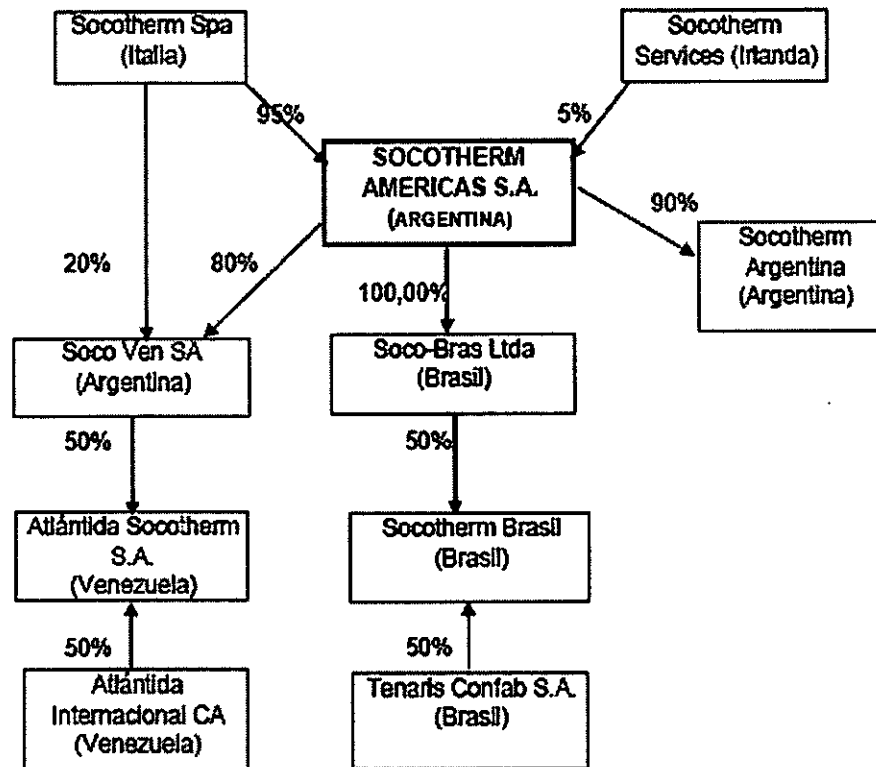 Socotherm Spa
(Italia)
Socotherm
Services (Irlanda)
95%
5%
SOCOTHERM
AMERICAS S.A.
(ARGENTINA)
90%
Socotherm
Argentina
(Argentina)
20%
80%
100,00%
Soco Ven SA
(Argentina)
Soco-Bras Ltda
(Brasil)
50%
50%
Atlántida Socotherm
S.A.
(Venezuela)
Socotherm Brasil
(Brasil)
50%
50%
Atlántida
Internacional CA
(Venezuela)
Tenaris Confab S.A.
(Brasil)